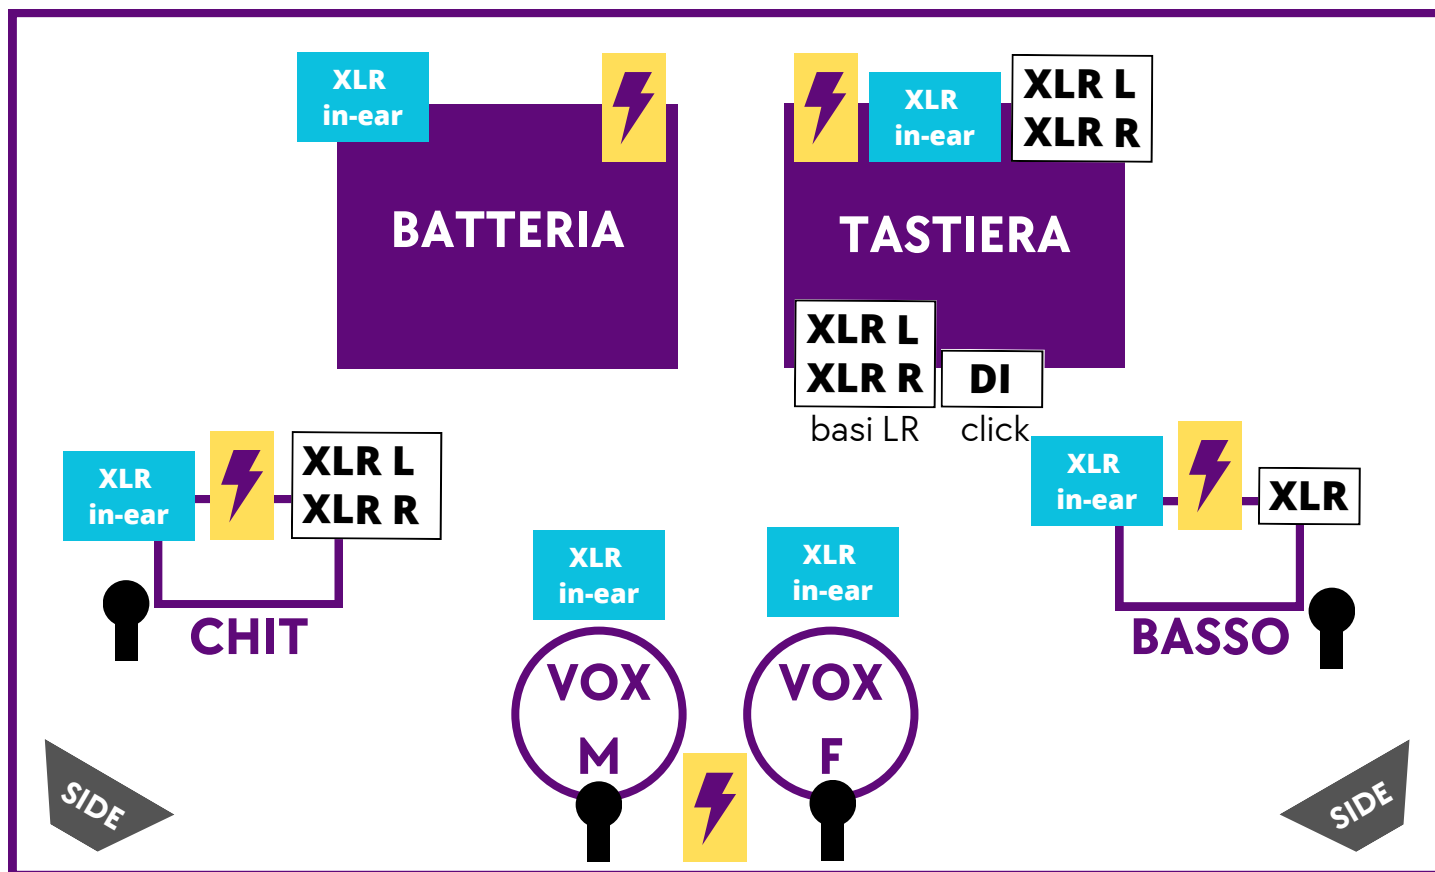 XLR
in-ear
XLR
in-ear
XLR L
XLR R
BATTERIA
TASTIERA
XLR L
XLR R
DI
basi LR
click
XLR
in-ear
XLR L
XLR R
CHIT
XLR
in-ear
XLR
BASSO
XLR
in-ear
XLR
in-ear
VOX
M
VOX
F
SIDE
SIDE